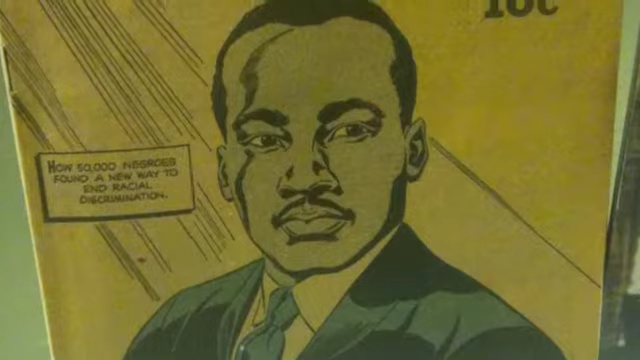 10¢
HOW 50,000 NEGROES
FOUND A NEW WAY TO
END RACIAL
DISCRIMINATION.